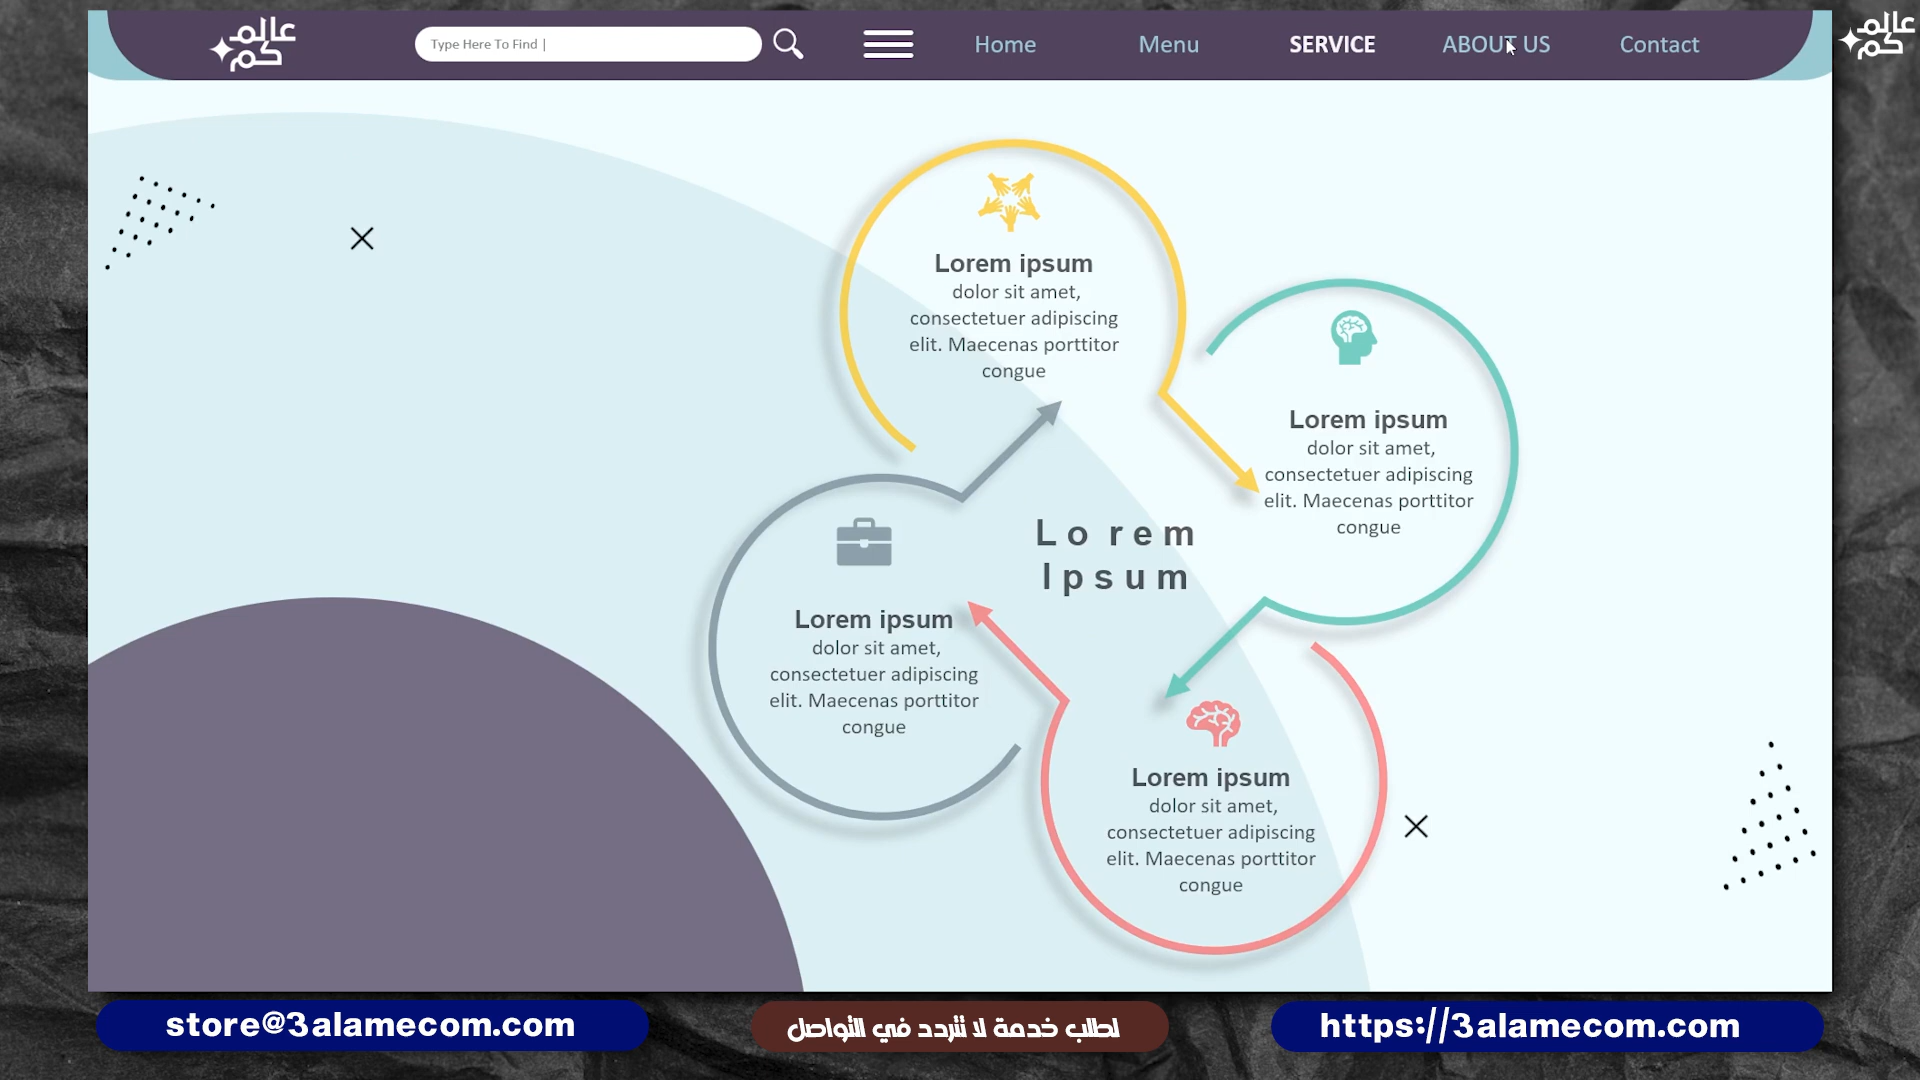 عالم
كم
Type Here To Find |
Home
Menu
SERVICE
ABOUT US
Contact
عالم
كم
Lorem ipsum
dolor sit amet,
consectetuer adipiscing
elit. Maecenas porttitor
congue
Lorem ipsum
dolor sit amet,
consectetuer adipiscing
elit. Maecenas porttitor
congue
Lo rem
Ipsum
Lorem ipsum
dolor sit amet,
consectetuer adipiscing
elit. Maecenas porttitor
congue
Lorem ipsum
dolor sit amet,
consectetuer adipiscing
elit. Maecenas porttitor
congue
store@3alamecom.com
لطلب خدمة لا تتردد في التواصل
https://3alamecom.com